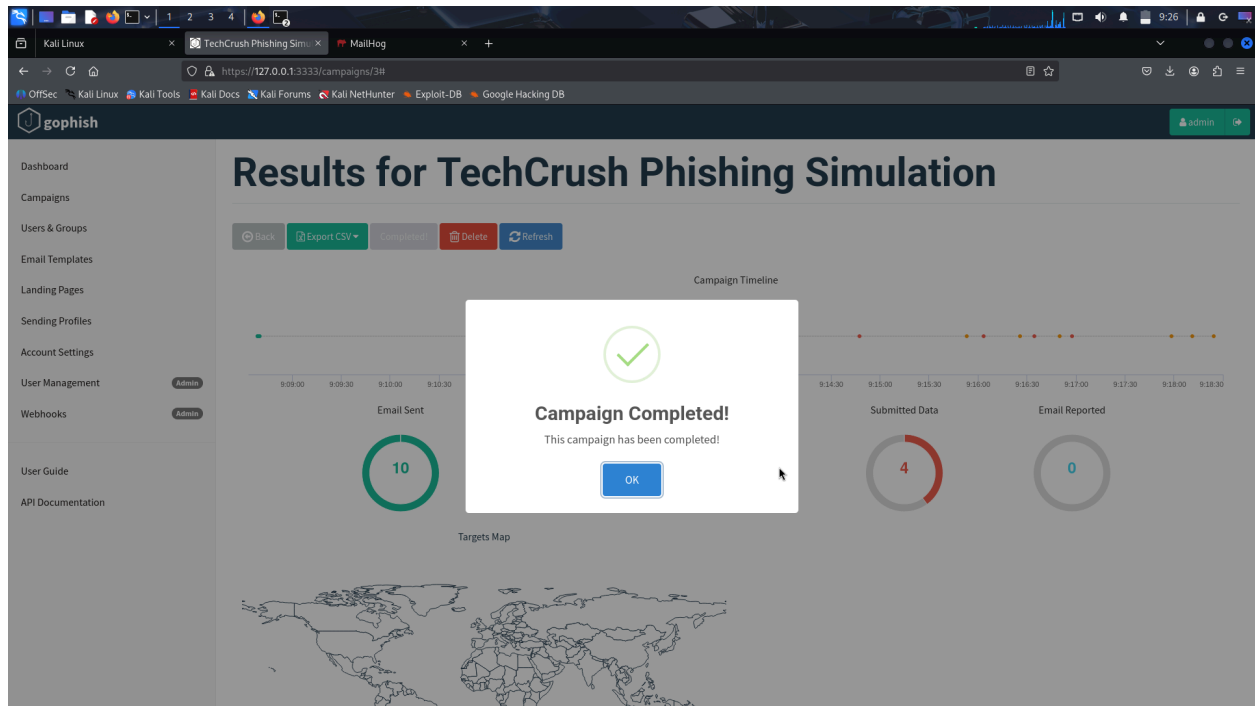 1 2 3 4 2 9:26
Kali Linux × TechCrush Phishing Simu × MailHog × +
https://127.0.0.1:3333/campaigns/3#
OffSec Kali Linux Kali Tools Kali Docs Kali Forums Kali NetHunter Exploit-DB Google Hacking DB
gophish admin
Dashboard
Campaigns
Users & Groups
Email Templates
Landing Pages
Sending Profiles
Account Settings
User Management Admin
Webhooks Admin
User Guide
API Documentation
Results for TechCrush Phishing Simulation
Back Export CSV Completed! Delete Refresh
Campaign Timeline
9:09:00 9:09:30 9:10:00 9:10:30 9:14:30 9:15:00 9:15:30 9:16:00 9:16:30 9:17:00 9:17:30 9:18:00 9:18:30
Email Sent Submitted Data Email Reported
10 4 0
Campaign Completed!
This campaign has been completed!
OK
Targets Map